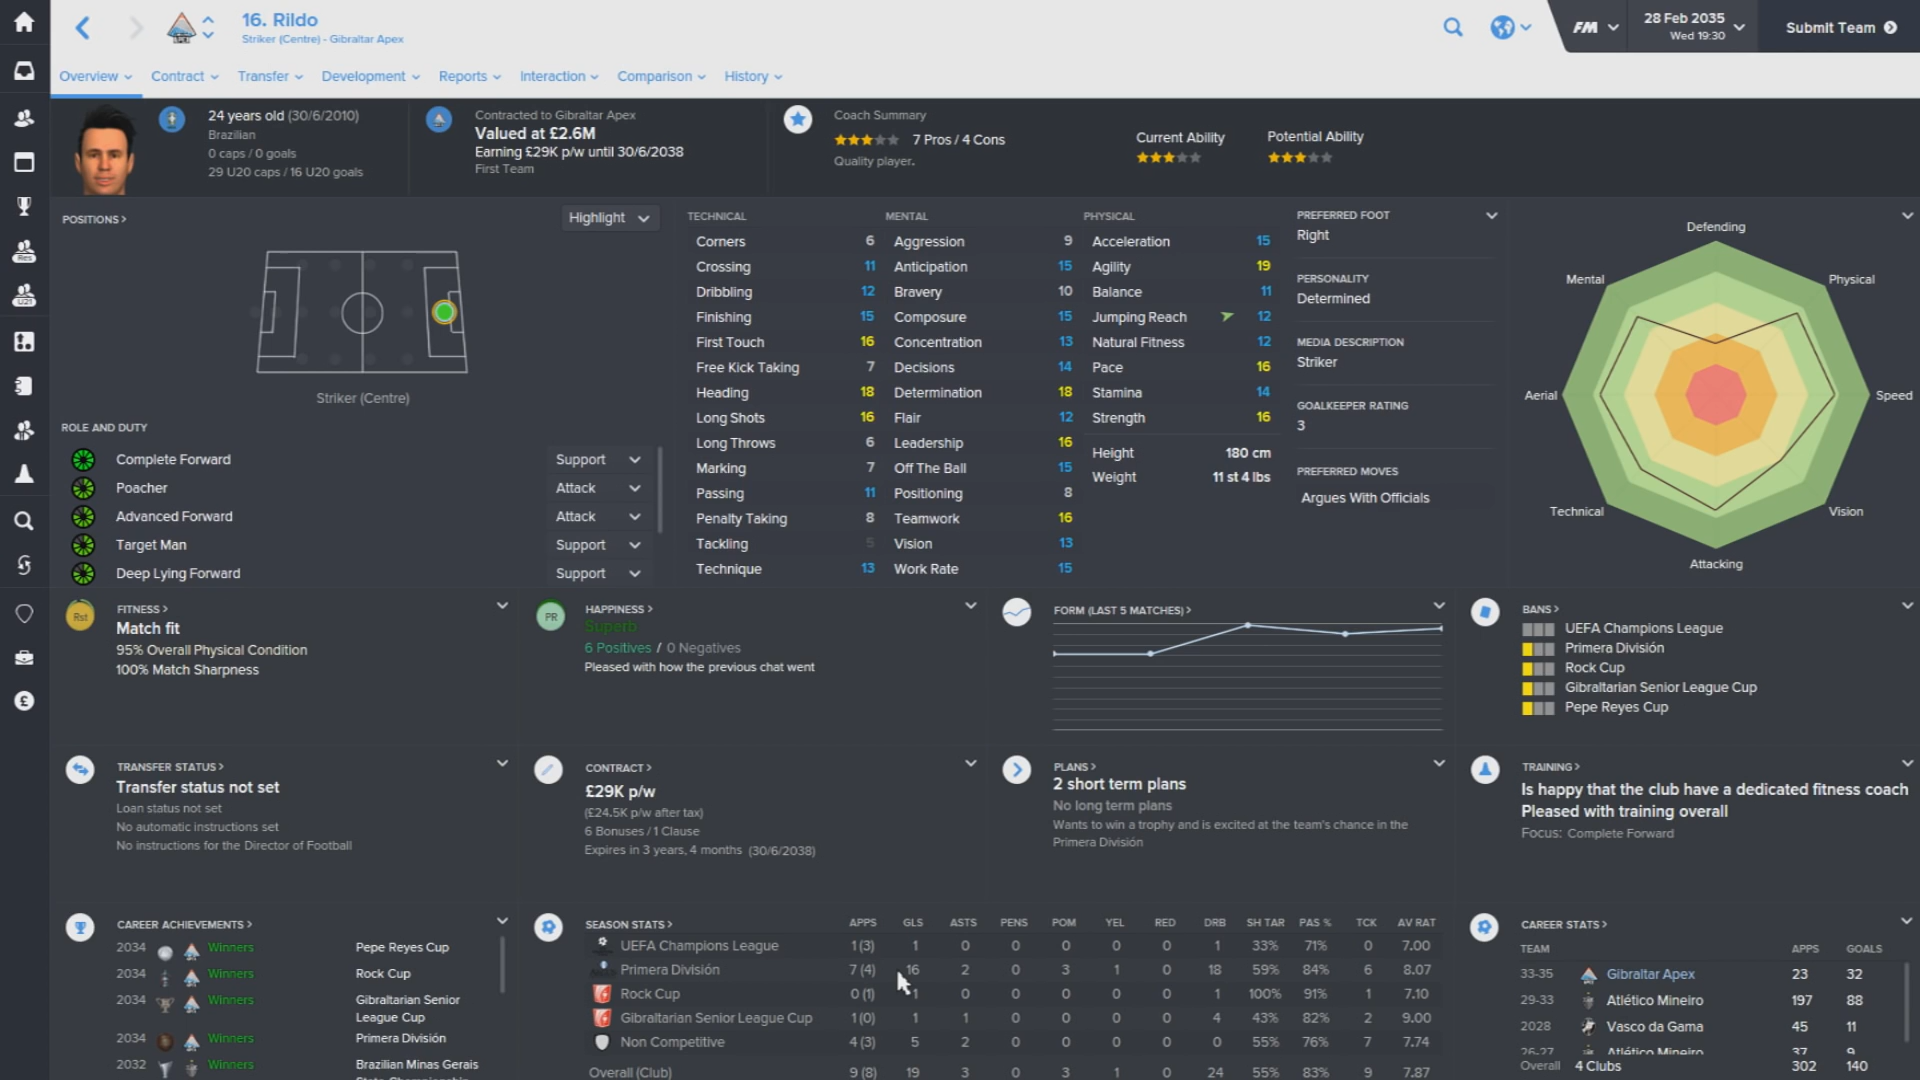 16. Rildo
Striker (Centre) - Gibraltar Apex
FM
28 Feb 2035
Wed 19:30
Submit Team
Overview
Contract
Transfer
Development
Reports
Interaction
Comparison
History
24 years old (30/6/2010)
Brazilian
0 caps / 0 goals
29 U20 caps / 16 U20 goals
Contracted to Gibraltar Apex
Valued at £2.6M
Earning £29K p/w until 30/6/2038
First Team
Coach Summary
7 Pros / 4 Cons
Quality player.
Current Ability
Potential Ability
Res
U21
POSITIONS >
Highlight
Striker (Centre)
ROLE AND DUTY
Complete Forward Support
Poacher Attack
Advanced Forward Attack
Target Man Support
Deep Lying Forward Support
TECHNICAL
Corners 6
Crossing 11
Dribbling 12
Finishing 15
First Touch 16
Free Kick Taking 7
Heading 18
Long Shots 16
Long Throws 6
Marking 7
Passing 11
Penalty Taking 8
Tackling 5
Technique 13
MENTAL
Aggression 9
Anticipation 15
Bravery 10
Composure 15
Concentration 13
Decisions 14
Determination 18
Flair 12
Leadership 16
Off The Ball 15
Positioning 8
Teamwork 16
Vision 13
Work Rate 15
PHYSICAL
Acceleration 15
Agility 19
Balance 11
Jumping Reach 12
Natural Fitness 12
Pace 16
Stamina 14
Strength 16
Height 180 cm
Weight 11 st 4 lbs
PREFERRED FOOT
Right
PERSONALITY
Determined
MEDIA DESCRIPTION
Striker
GOALKEEPER RATING
3
PREFERRED MOVES
Argues With Officials
Defending
Mental
Physical
Aerial
Speed
Technical
Vision
Attacking
Rst
FITNESS >
Match fit
95% Overall Physical Condition
100% Match Sharpness
PR
HAPPINESS >
Superb
6 Positives / 0 Negatives
Pleased with how the previous chat went
FORM (LAST 5 MATCHES) >
BANS >
UEFA Champions League
Primera División
Rock Cup
Gibraltarian Senior League Cup
Pepe Reyes Cup
TRANSFER STATUS >
Transfer status not set
Loan status not set
No automatic instructions set
No instructions for the Director of Football
CONTRACT >
£29K p/w
(£24.5K p/w after tax)
6 Bonuses / 1 Clause
Expires in 3 years, 4 months (30/6/2038)
PLANS >
2 short term plans
No long term plans
Wants to win a trophy and is excited at the team's chance in the
Primera División
TRAINING >
Is happy that the club have a dedicated fitness coach
Pleased with training overall
Focus: Complete Forward
CAREER ACHIEVEMENTS >
2034 Winners Pepe Reyes Cup
2034 Winners Rock Cup
2034 Winners Gibraltarian Senior
League Cup
2034 Winners Primera División
2032 Winners Brazilian Minas Gerais
State Championship
SEASON STATS > APPS GLS ASTS PENS POM YEL RED DRB SH TAR PAS % TCK AV RAT
UEFA Champions League 1(3) 1 0 0 0 0 0 1 33% 71% 0 7.00
Primera División 7 (4) 16 2 0 3 1 0 18 59% 84% 6 8.07
Rock Cup 0 (1) 1 0 0 0 0 0 1 100% 91% 1 7.10
Gibraltarian Senior League Cup 1 (0) 1 1 0 0 0 0 4 43% 82% 2 9.00
Non Competitive 4 (3) 5 2 0 0 0 0 0 55% 76% 7 7.74
Overall (Club) 9 (8) 19 3 0 3 1 0 24 55% 83% 9 7.87
CAREER STATS >
TEAM APPS GOALS
33-35 Gibraltar Apex 23 32
29-33 Atlético Mineiro 197 88
2028 Vasco da Gama 45 11
26-27 Atlético Mineiro 37 9
Overall 4 Clubs 302 140